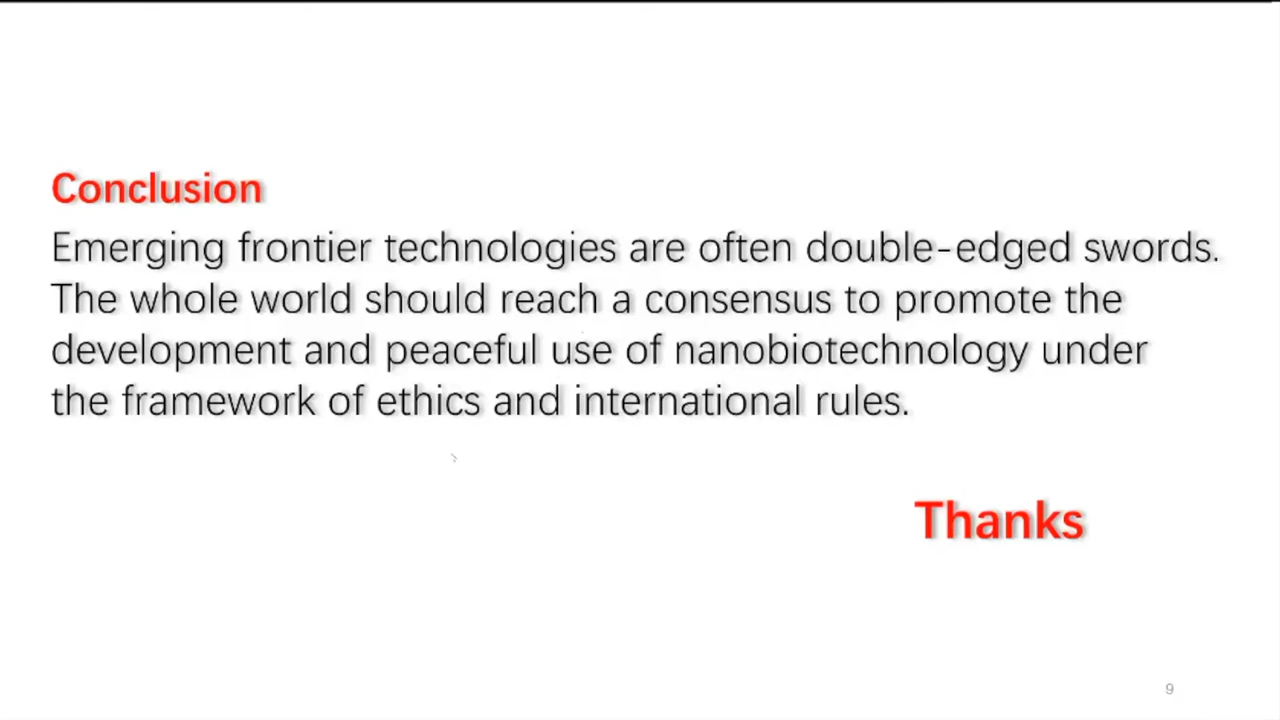 Conclusion
Emerging frontier technologies are often double-edged swords.
The whole world should reach a consensus to promote the
development and peaceful use of nanobiotechnology under
the framework of ethics and international rules.
Thanks
9